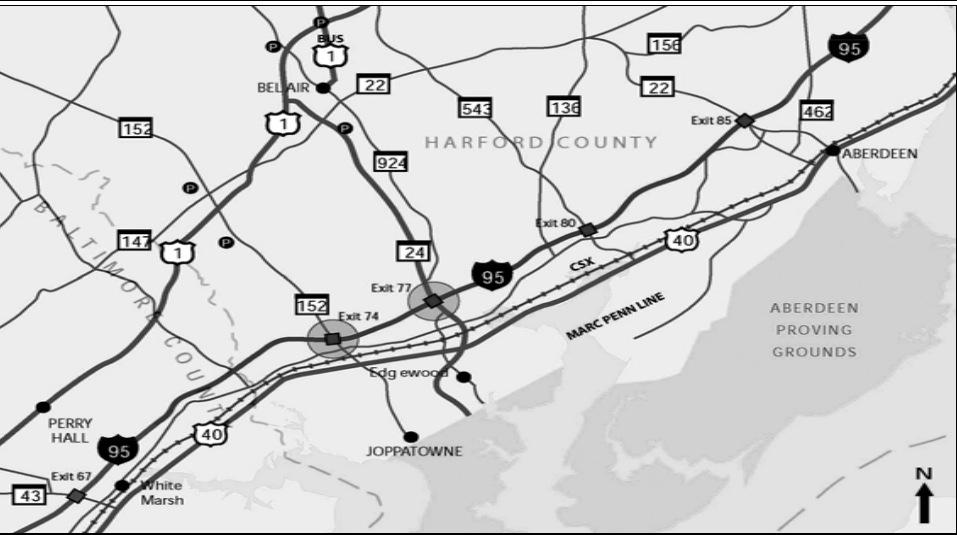 P
BUS
1
P
156
95
BEL AIR
22
22
543
136
462
1
Exit 85
152
P
HARFORD COUNTY
ABERDEEN
924
P
BALTIMORE COUNTY
Exit 80
147
1
P
24
40
CSX
95
Exit 77
152
Exit 74
MARC PENN LINE
ABERDEEN
PROVING
GROUNDS
Edg ewood
PERRY
HALL
40
JOPPATOWNE
95
Exit 67
White
Marsh
43
N